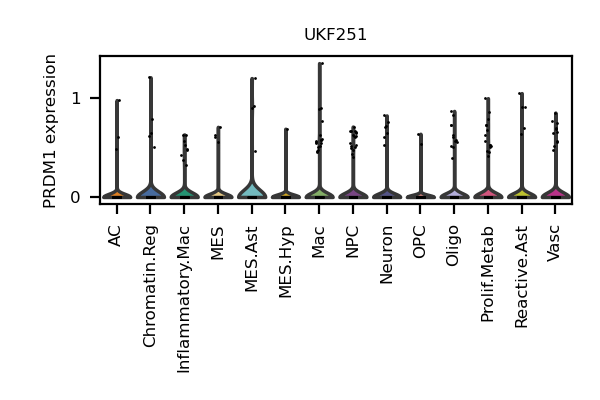 UKF251
PRDM1 expression
1
0
AC
Chromatin.Reg
Inflammatory.Mac
MES
MES.Ast
MES.Hyp
Mac
NPC
Neuron
OPC
Oligo
Prolif.Metab
Reactive.Ast
Vasc